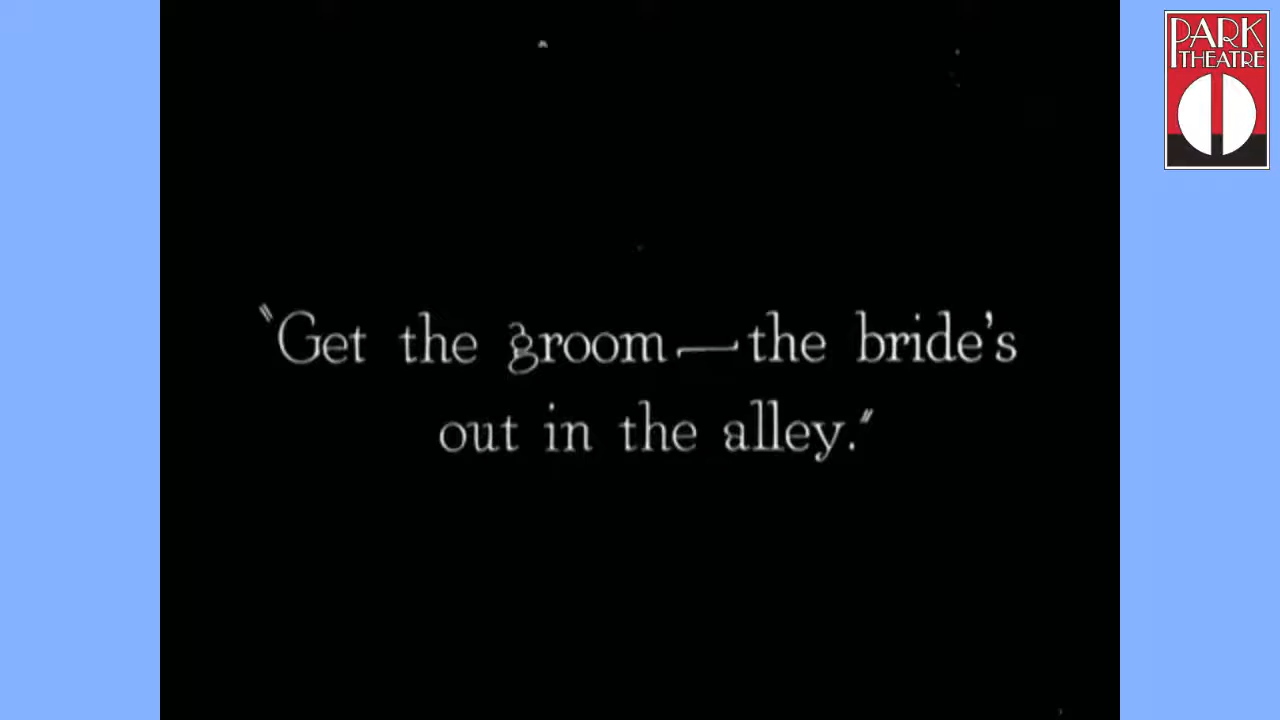 PARK
THEATRE
"Get the groom—the bride's
out in the alley."